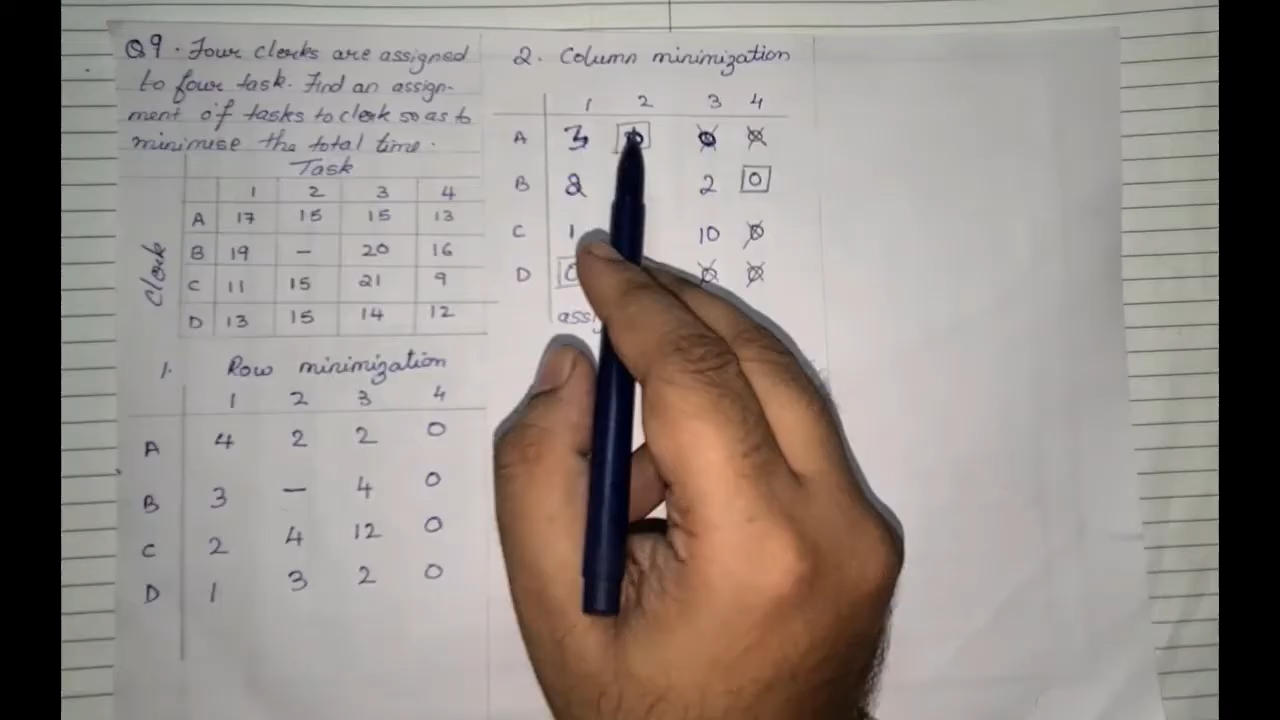 Q9. Four clerks are assigned
to four task. Find an assign-
ment of tasks to clerk so as to
minimise the total time.
Task
1 2 3 4
Clerk
A 17 15 15 13
B 19 — 20 16
C 11 15 21 9
D 13 15 14 12
1. Row minimization
1 2 3 4
A 4 2 2 0
B 3 — 4 0
C 2 4 12 0
D 1 3 2 0
2. Column minimization
1 2 3 4
A 3 0 0 0
B 2 2 0
C 1 10 0
D 0 0 0